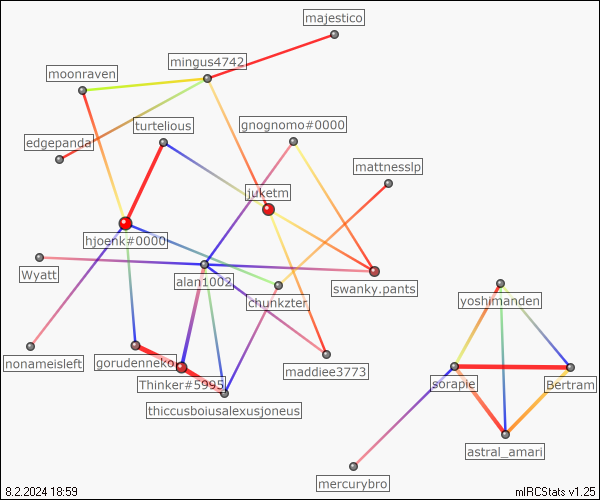 majestico
mingus4742
moonraven
turtelious
gnognomo#0000
edgepanda
mattnesslp
juketm
hjoenk#0000
Wyatt
alan1002
swanky.pants
chunkzter
yoshimanden
nonameisleft
gorudenneko
maddiee3773
Thinker#5995
sorapie
Bertram
thiccusboiusalexusjoneus
astral_amari
mercurybro
8.2.2024 18:59
mIRCStats v1.25